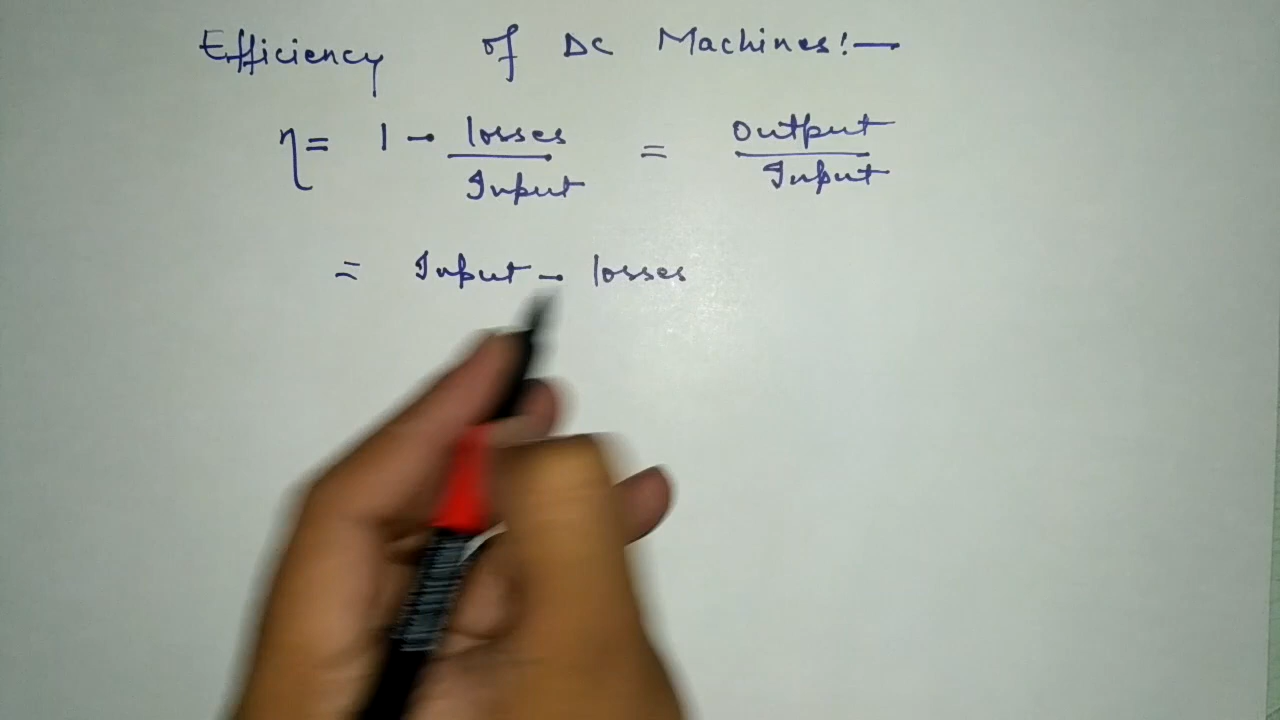 Efficiency of DC Machines:—
η = 1 - losses/Input = output/Input
= Input - losses